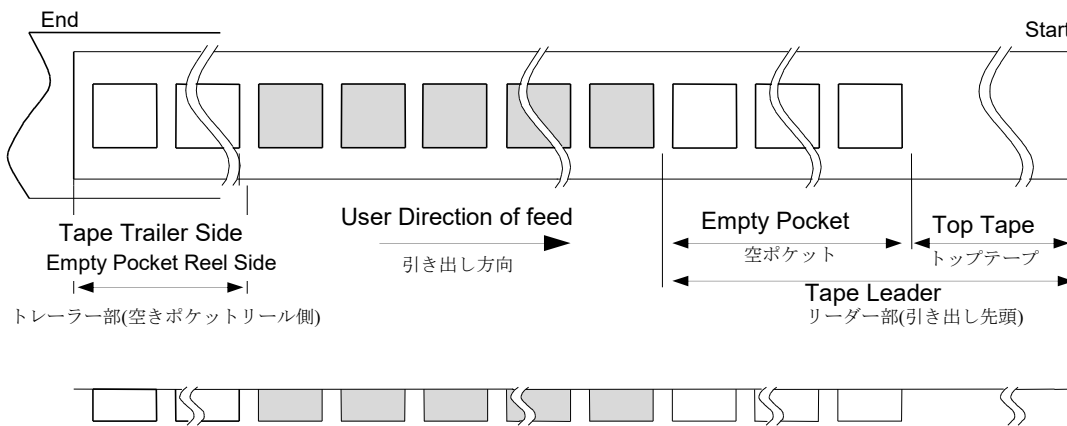 End
Start
User Direction of feed
引き出し方向
Empty Pocket
空ポケット
Top Tape
トップテープ
Tape Trailer Side
Empty Pocket Reel Side
トレーラー部(空きポケットリール側)
Tape Leader
リーダー部(引き出し先頭)